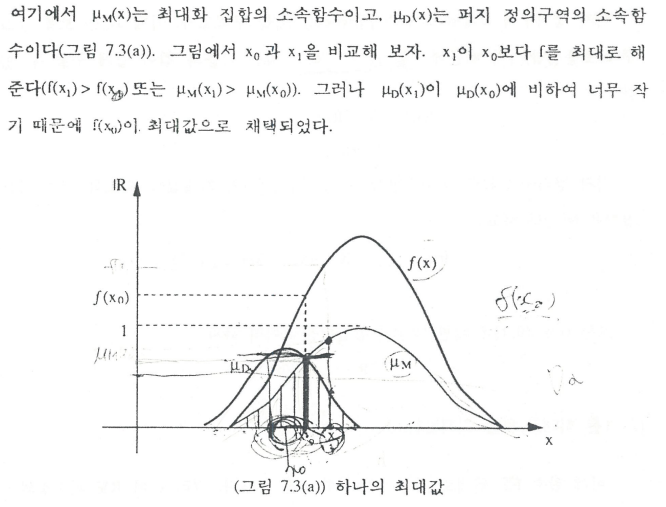 여기에서 μM(x)는 최대화 집합의 소속함수이고, μD(x)는 퍼지 정의구역의 소속함
수이다(그림 7.3(a)). 그림에서 x₀과 x₁을 비교해 보자. x₁이 x₀보다 f를 최대로 해
준다(f(x₁) > f(x₀) 또는 μM(x₁) > μM(x₀)). 그러나 μD(x₁)이 μD(x₀)에 비하여 너무 작
기 때문에 f(x₀)이 최대값으로 채택되었다.
IR
f(x)
f(x₀)
1
μD
μM
x
x₀
(그림 7.3(a)) 하나의 최대값